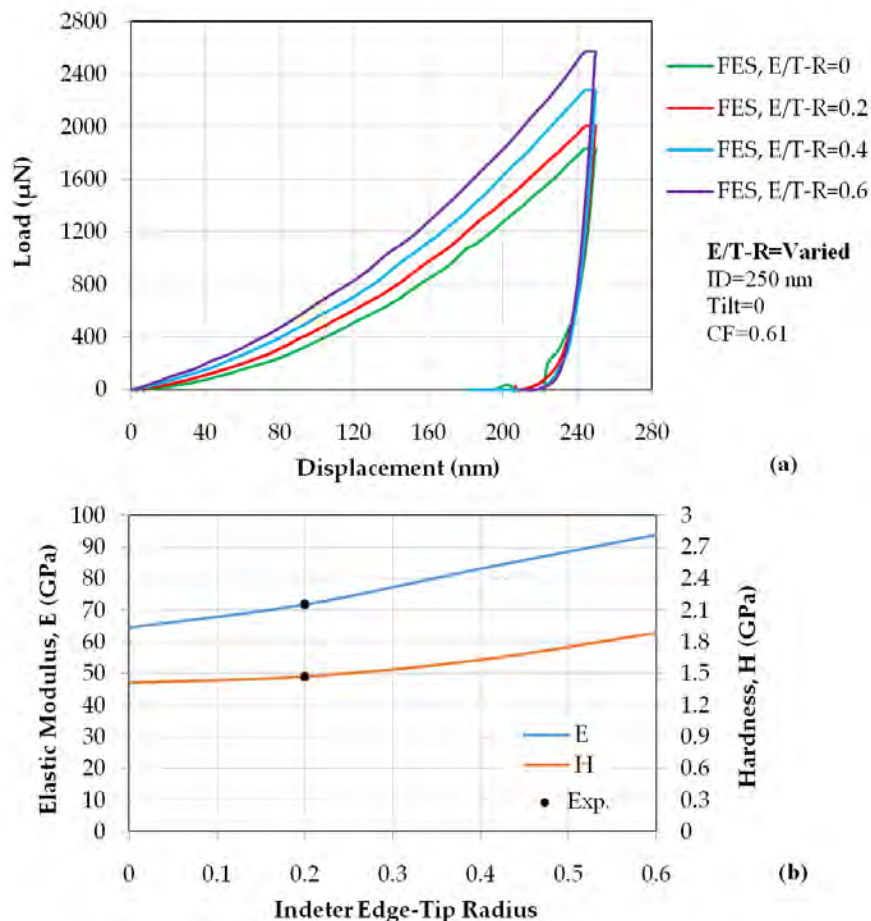 2800
2400
2000
1600
1200
800
400
0
Load (µN)
0 40 80 120 160 200 240 280
Displacement (nm)
FES, E/T-R=0
FES, E/T-R=0.2
FES, E/T-R=0.4
FES, E/T-R=0.6
E/T-R=Varied
ID=250 nm
Tilt=0
CF=0.61
(a)
100
90
80
70
60
50
40
30
20
10
0
Elastic Modulus, E (GPa)
E
H
Exp.
3
2.7
2.4
2.1
1.8
1.5
1.2
0.9
0.6
0.3
0
Hardness, H (GPa)
0 0.1 0.2 0.3 0.4 0.5 0.6
Indeter Edge-Tip Radius
(b)